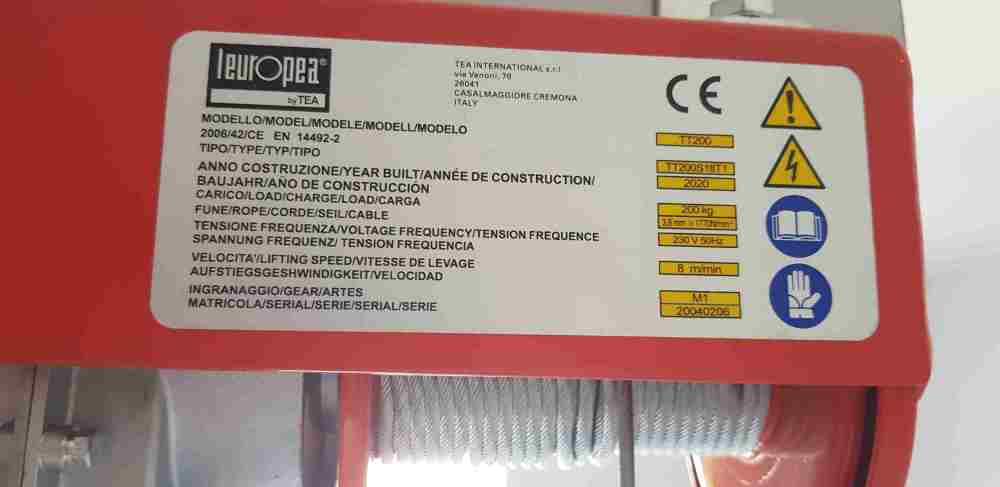 leuropea®
by TEA
TEA INTERNATIONAL s.r.l
via Vanoni, 70
26041
CASALMAGGIORE CREMONA
ITALY
CE
MODELLO/MODEL/MODELE/MODELL/MODELO
2006/42/CE EN 14492-2
TT200
TIPO/TYPE/TYP/TIPO
TT200S18T1
ANNO COSTRUZIONE/YEAR BUILT/ANNÉE DE CONSTRUCTION/
BAUJAHR/AÑO DE CONSTRUCCIÓN
2020
CARICO/LOAD/CHARGE/LOAD/CARGA
200 kg
FUNE/ROPE/CORDE/SEIL/CABLE
TENSIONE FREQUENZA/VOLTAGE FREQUENCY/TENSION FREQUENCE
SPANNUNG FREQUENZ/ TENSION FREQUENCIA
230 V 50Hz
VELOCITA'/LIFTING SPEED/VITESSE DE LEVAGE
AUFSTIEGSGESHWINDIGKEIT/VELOCIDAD
8 m/min
INGRANAGGIO/GEAR/ARTES
M1
MATRICOLA/SERIAL/SERIE/SERIAL/SERIE
20040206